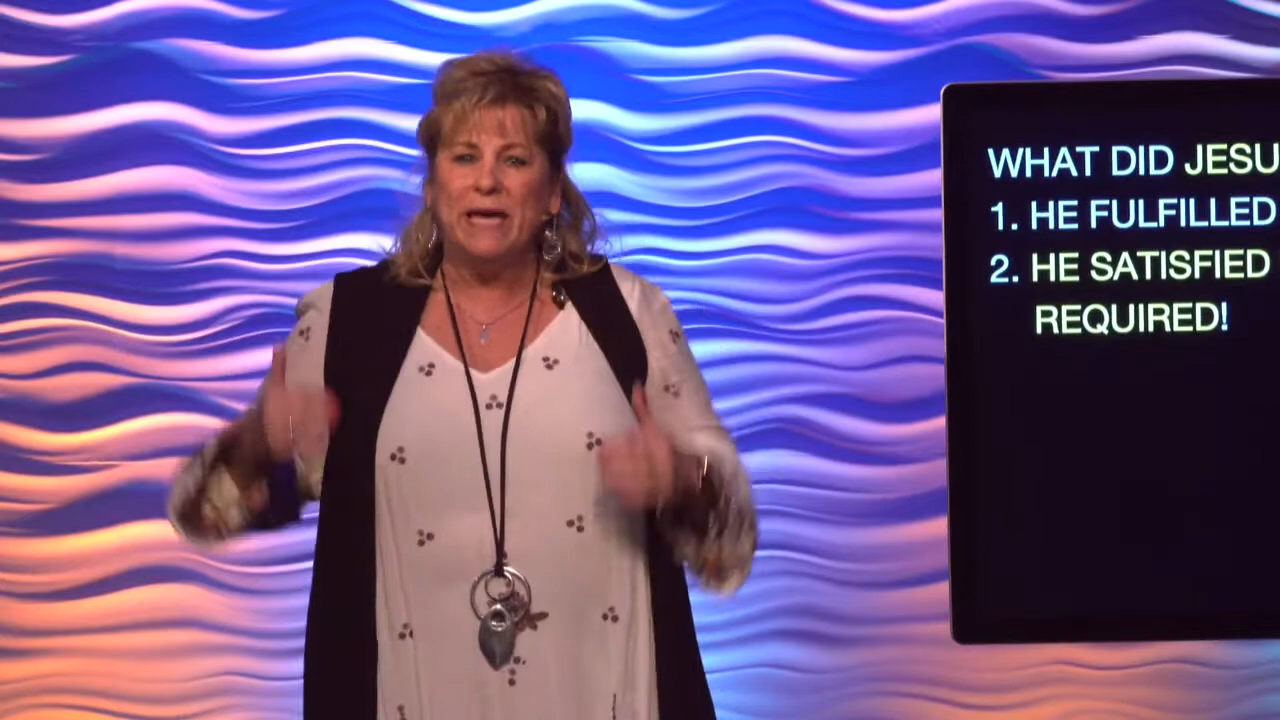 WHAT DID JESU
1. HE FULFILLED
2. HE SATISFIED
REQUIRED!